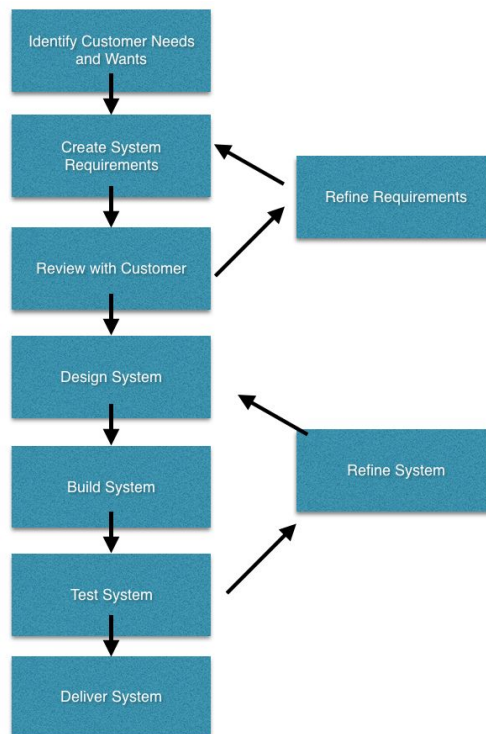 Identify Customer Needs
and Wants
Create System
Requirements
Refine Requirements
Review with Customer
Design System
Refine System
Build System
Test System
Deliver System